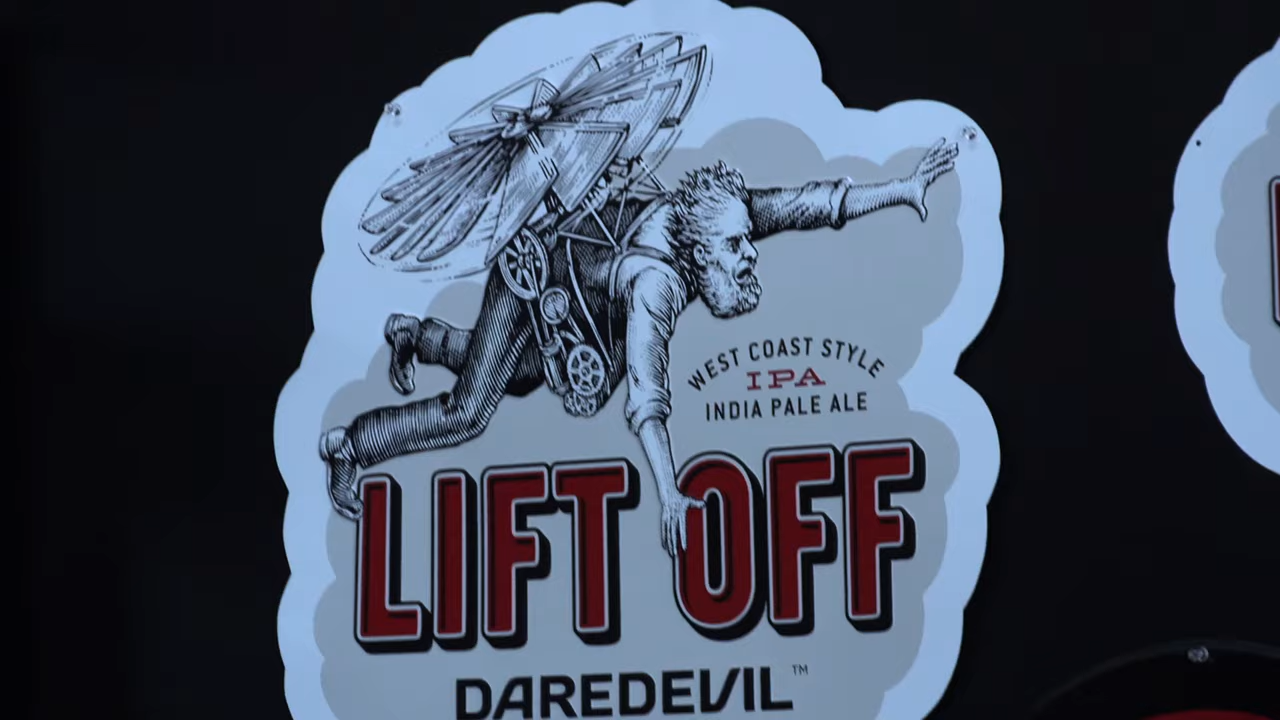 WEST COAST STYLE
IPA
INDIA PALE ALE
LIFT OFF
DAREDEVIL™